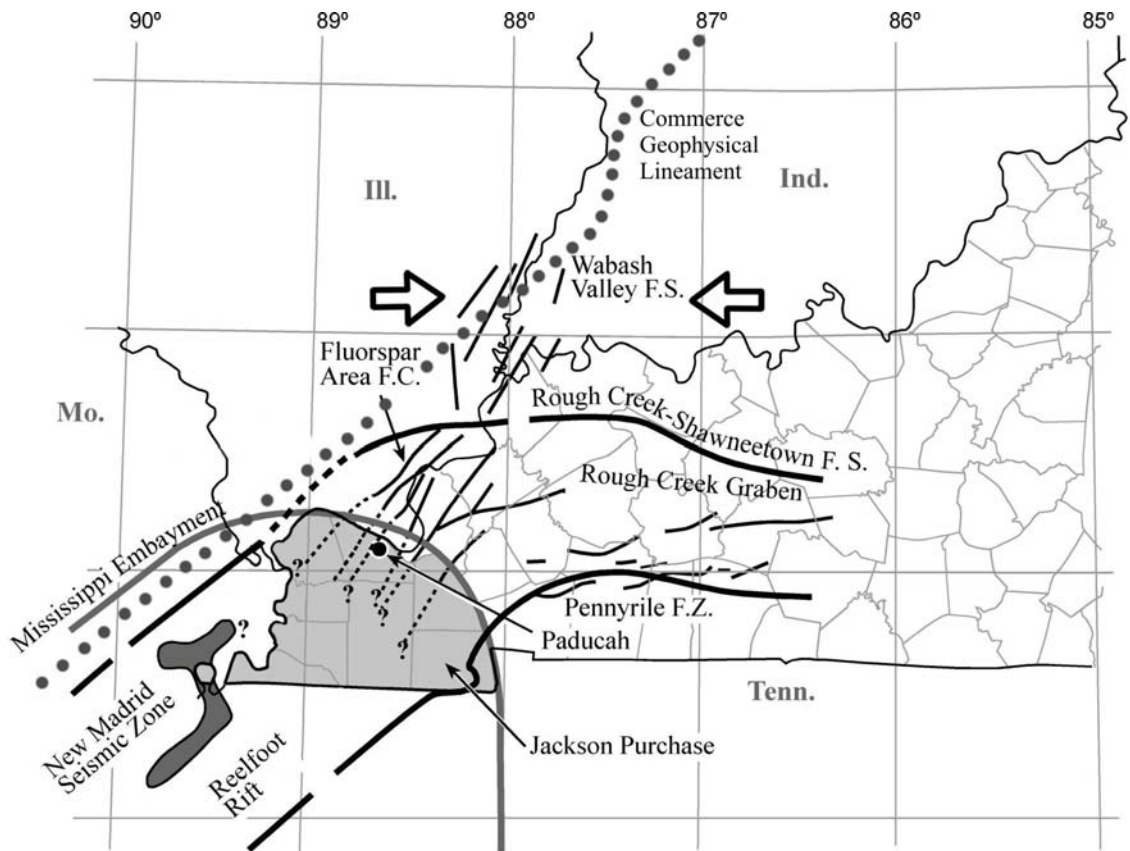 90º 89º 88º 87º 86º 85º
Commerce
Geophysical
Lineament
Ill.
Ind.
Wabash
Valley F.S.
Fluorspar
Area F.C.
Mo.
Rough Creek-Shawneetown F. S.
Rough Creek Graben
Mississippi Embayment
?
?
?
?
?
?
Pennyrile F.Z.
Paducah
New Madrid
Seismic Zone
Reelfoot
Rift
Tenn.
Jackson Purchase